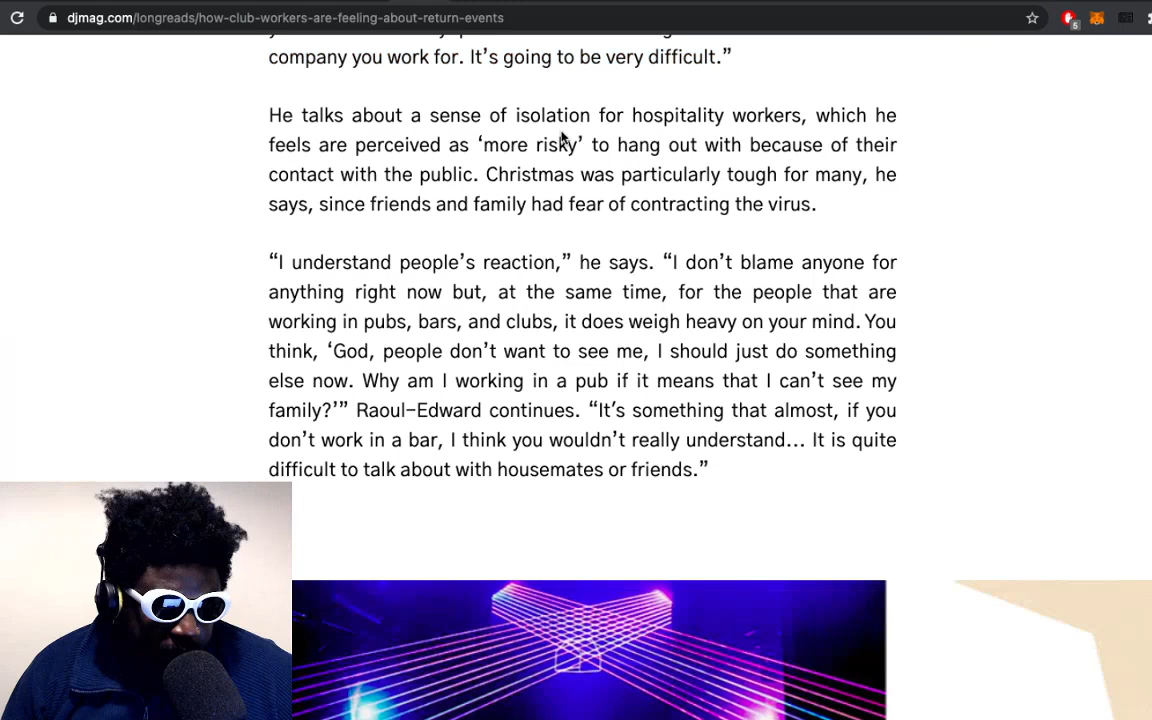 djmag.com/longreads/how-club-workers-are-feeling-about-return-events
5
company you work for. It’s going to be very difficult.”
He talks about a sense of isolation for hospitality workers, which he
feels are perceived as ‘more risky’ to hang out with because of their
contact with the public. Christmas was particularly tough for many, he
says, since friends and family had fear of contracting the virus.
“I understand people’s reaction,” he says. “I don’t blame anyone for
anything right now but, at the same time, for the people that are
working in pubs, bars, and clubs, it does weigh heavy on your mind. You
think, ‘God, people don’t want to see me, I should just do something
else now. Why am I working in a pub if it means that I can’t see my
family?’” Raoul-Edward continues. “It’s something that almost, if you
don’t work in a bar, I think you wouldn’t really understand... It is quite
difficult to talk about with housemates or friends.”